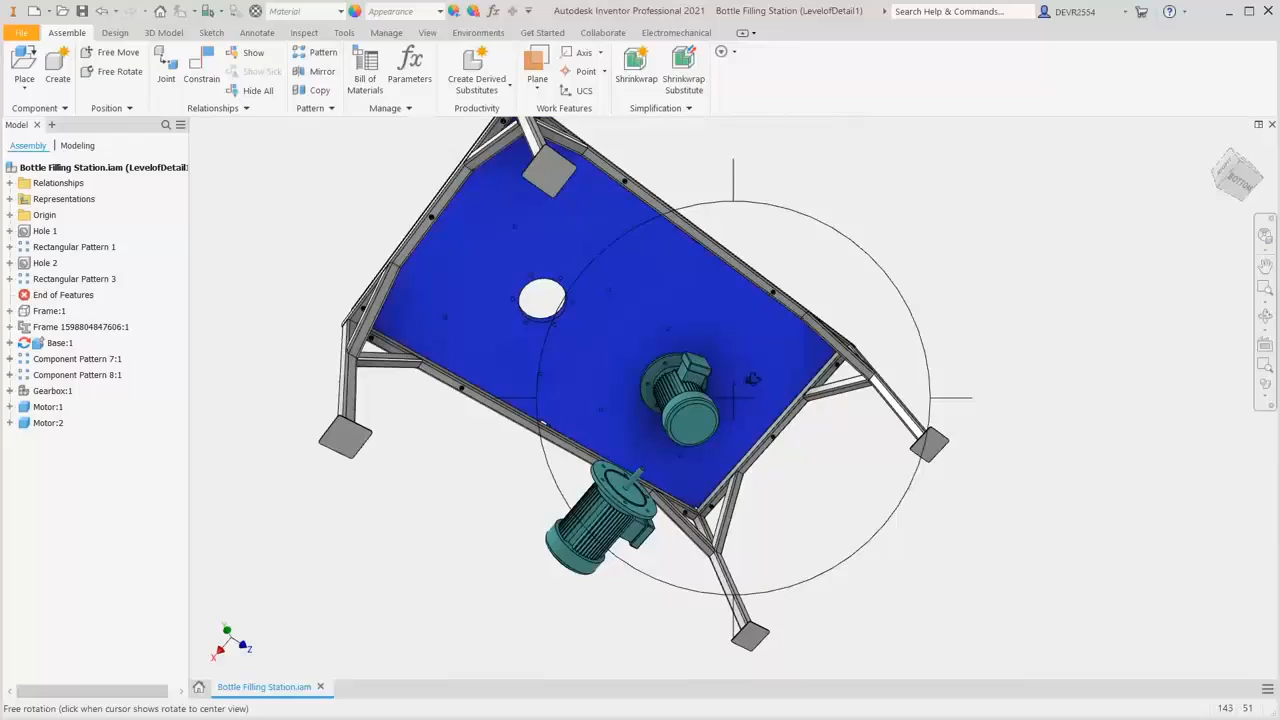 Material
Appearance
Autodesk Inventor Professional 2021
Bottle Filling Station (LevelofDetail1)
Search Help & Commands...
DEVR2554
File
Assembly
Design
3D Model
Sketch
Annotate
Inspect
Tools
Manage
View
Environments
Get Started
Collaborate
Electromechanical
Place
Create
Free Move
Free Rotate
Joint
Constrain
Show
Show Sick
Hide All
Pattern
Mirror
Copy
Bill of
Materials
Parameters
Create Derived
Substitutes
Plane
Axis
Point
UCS
Shrinkwrap
Shrinkwrap
Substitute
Component
Position
Relationships
Pattern
Manage
Productivity
Work Features
Simplification
Model
Assembly
Modeling
Bottle Filling Station.iam (LevelofDetail1
Relationships
Representations
Origin
Hole 1
Rectangular Pattern 1
Hole 2
Rectangular Pattern 3
End of Features
Frame:1
Frame 1598804847606:1
Base:1
Component Pattern 7:1
Component Pattern 8:1
Gearbox:1
Motor:1
Motor:2
BOTTOM
Y
X
Z
Bottle Filling Station.iam
Free rotation (click when cursor shows rotate to center view)
143
51